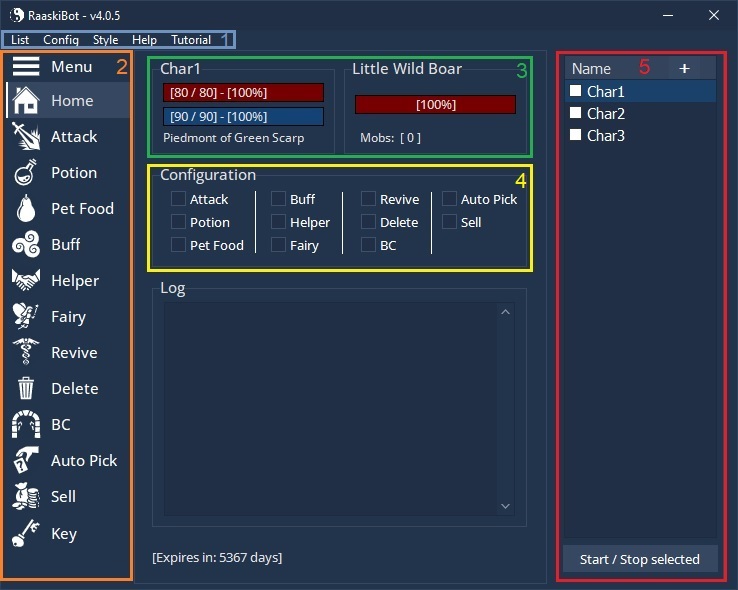 RaaskiBot - v4.0.5
List Config Style Help Tutorial 1
Menu 2
Home
Attack
Potion
Pet Food
Buff
Helper
Fairy
Revive
Delete
BC
Auto Pick
Sell
Key
Char1
[80 / 80] - [100%]
[90 / 90] - [100%]
Piedmont of Green Scarp
Little Wild Boar 3
[100%]
Mobs: [ 0 ]
Configuration 4
Attack Buff Revive Auto Pick
Potion Helper Delete Sell
Pet Food Fairy BC
Log
[Expires in: 5367 days]
Name 5 +
Char1
Char2
Char3
Start / Stop selected